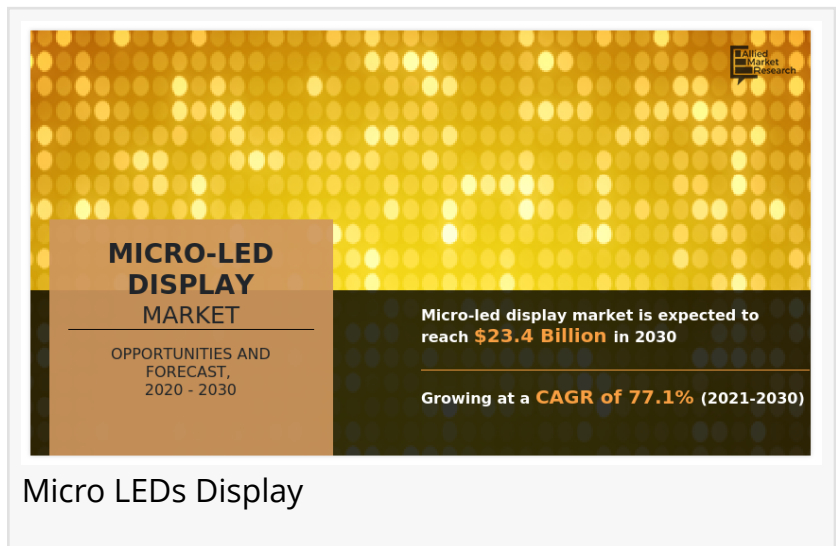 Allied
Market
Research
MICRO-LED
DISPLAY
MARKET
OPPORTUNITIES AND
FORECAST,
2020 - 2030
Micro-led display market is expected to
reach $23.4 Billion in 2030
Growing at a CAGR of 77.1% (2021-2030)
Micro LEDs Display